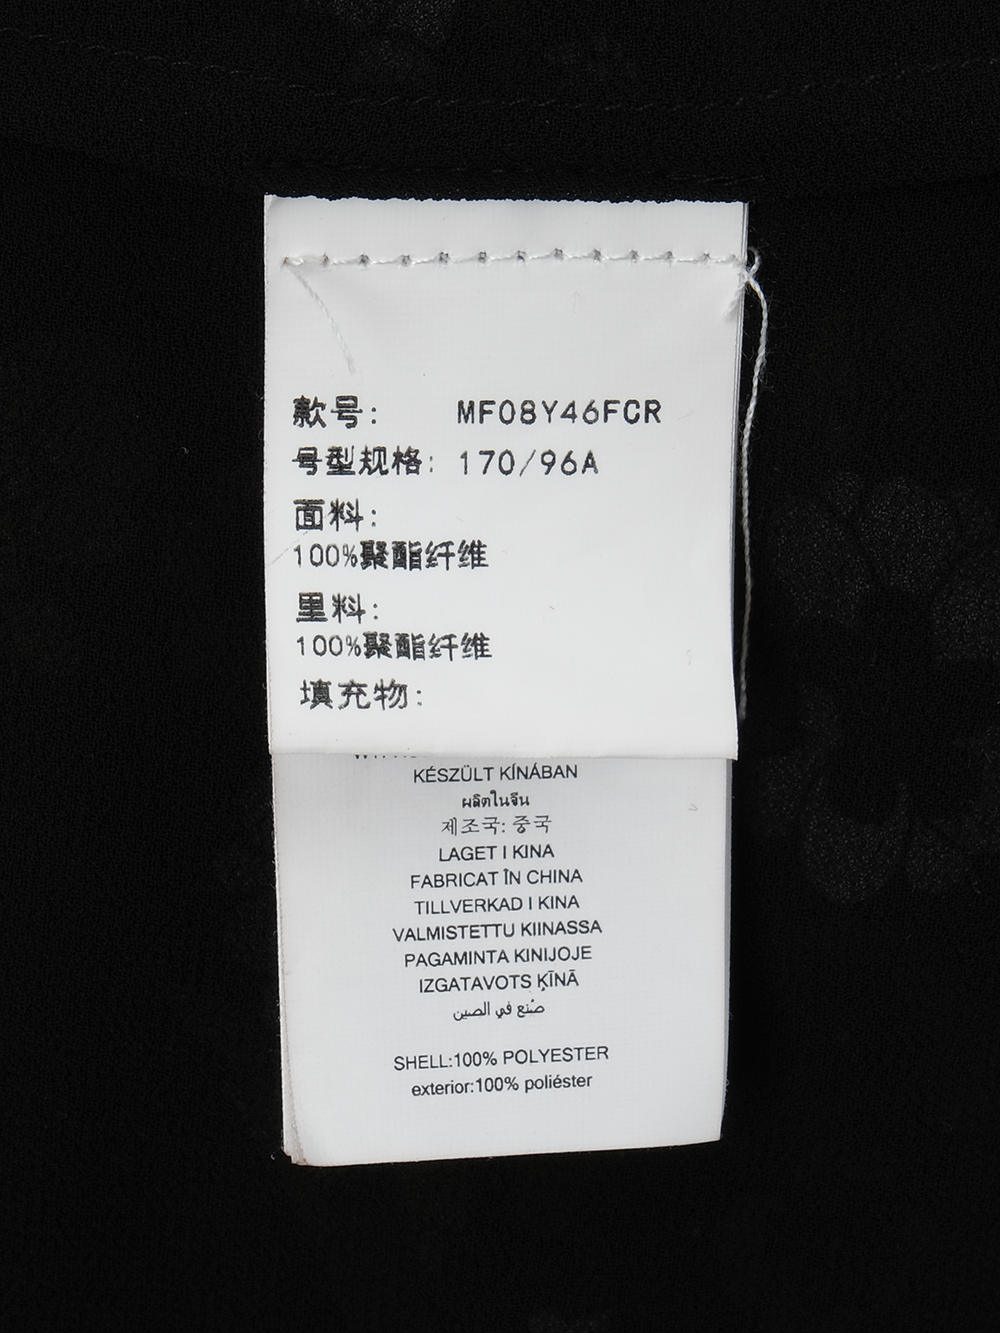 款号: MF08Y46FCR
号型规格: 170/96A
面料:
100%聚酯纤维
里料:
100%聚酯纤维
填充物:
KÉSZÜLT KÍNÁBAN
ผลิตในจีน
제조국: 중국
LAGET I KINA
FABRICAT ÎN CHINA
TILLVERKAD I KINA
VALMISTETTU KIINASSA
PAGAMINTA KINIJOJE
IZGATAVOTS ĶĪNĀ
صُنع في الصين
SHELL:100% POLYESTER
exterior:100% poliéster